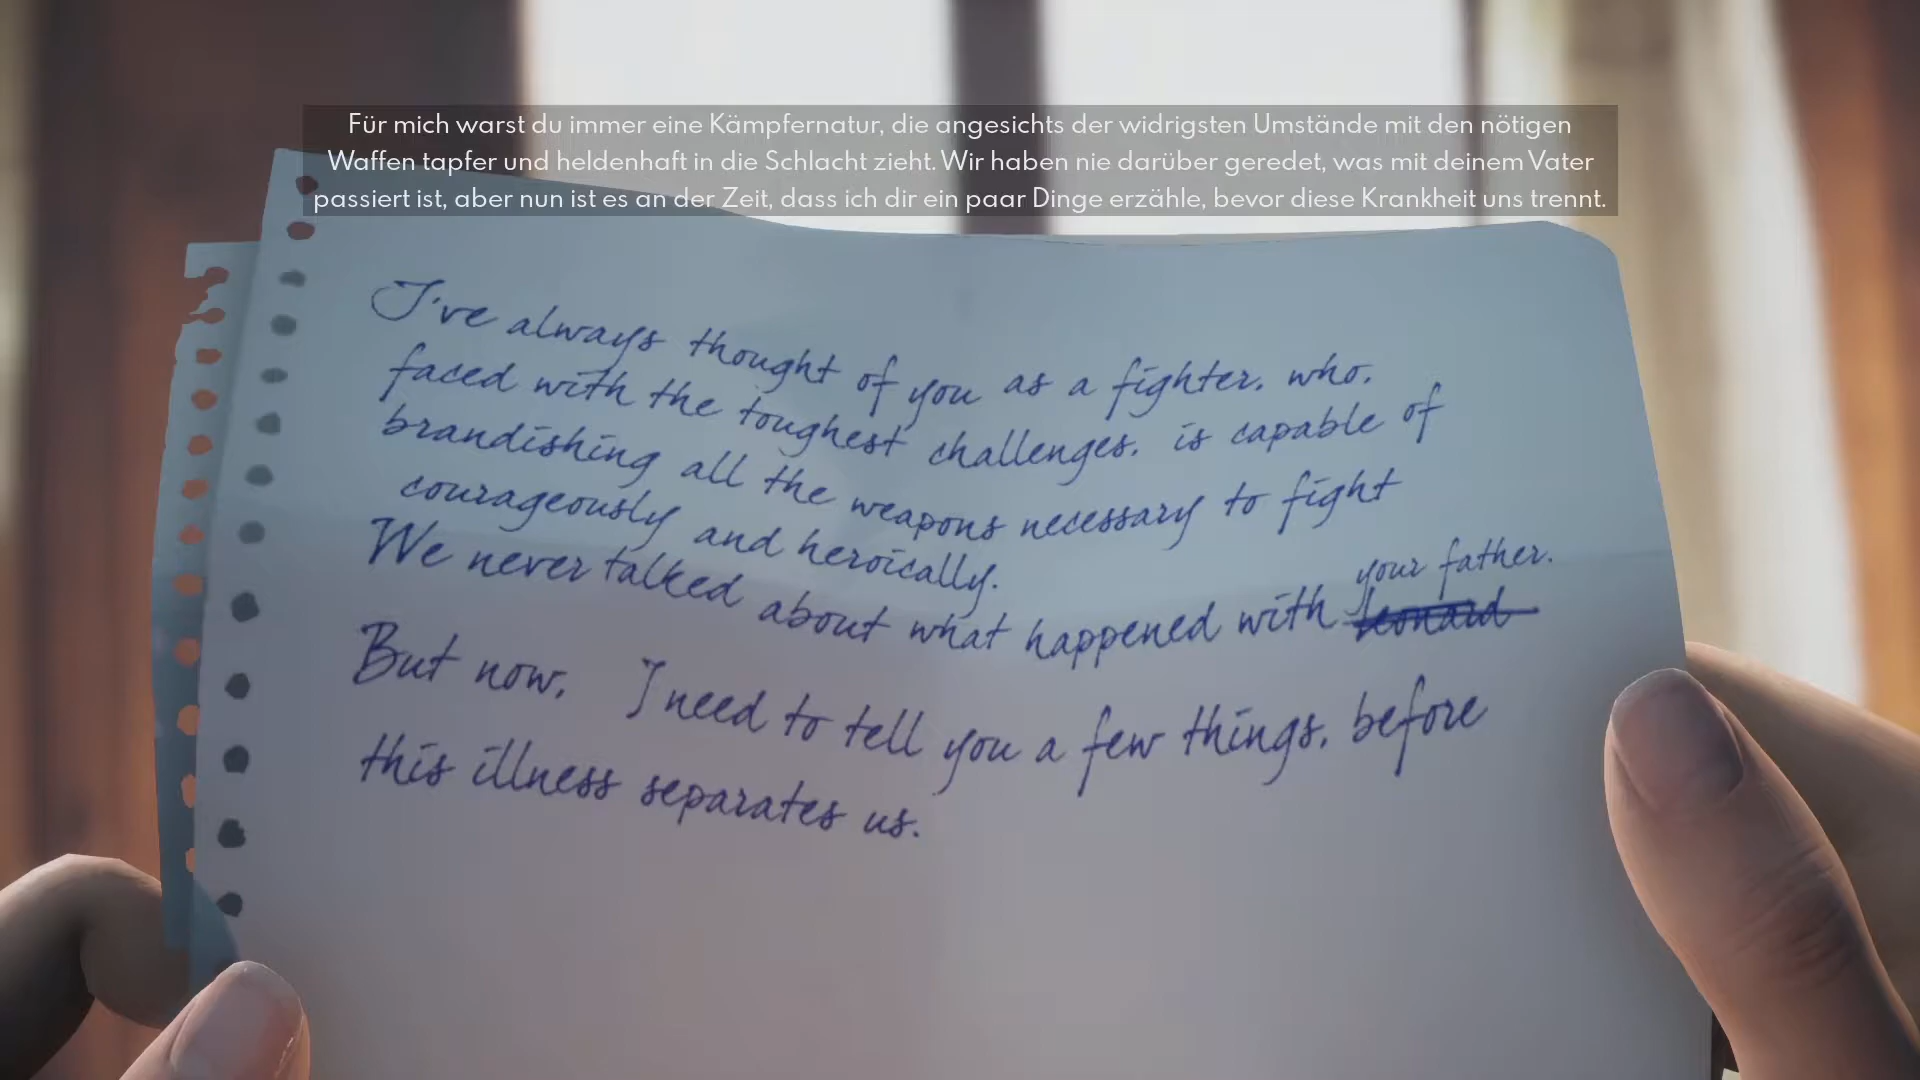 Für mich warst du immer eine Kämpfernatur, die angesichts der widrigsten Umstände mit den nötigen
Waffen tapfer und heldenhaft in die Schlacht zieht. Wir haben nie darüber geredet, was mit deinem Vater
passiert ist, aber nun ist es an der Zeit, dass ich dir ein paar Dinge erzähle, bevor diese Krankheit uns trennt.
I've always thought of you as a fighter, who,
faced with the toughest challenges, is capable of
brandishing all the weapons necessary to fight
courageously and heroically.
your father.
We never talked about what happened with Leonard
But now, I need to tell you a few things, before
this illness separates us.